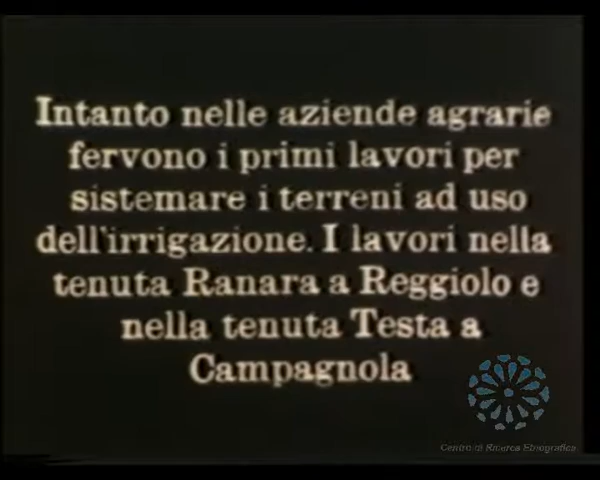 Intanto nelle aziende agrarie
fervono i primi lavori per
sistemare i terreni ad uso
dell'irrigazione. I lavori nella
tenuta Ranara a Reggiolo e
nella tenuta Testa a
Campagnola
Centro di Ricerca Etnografica